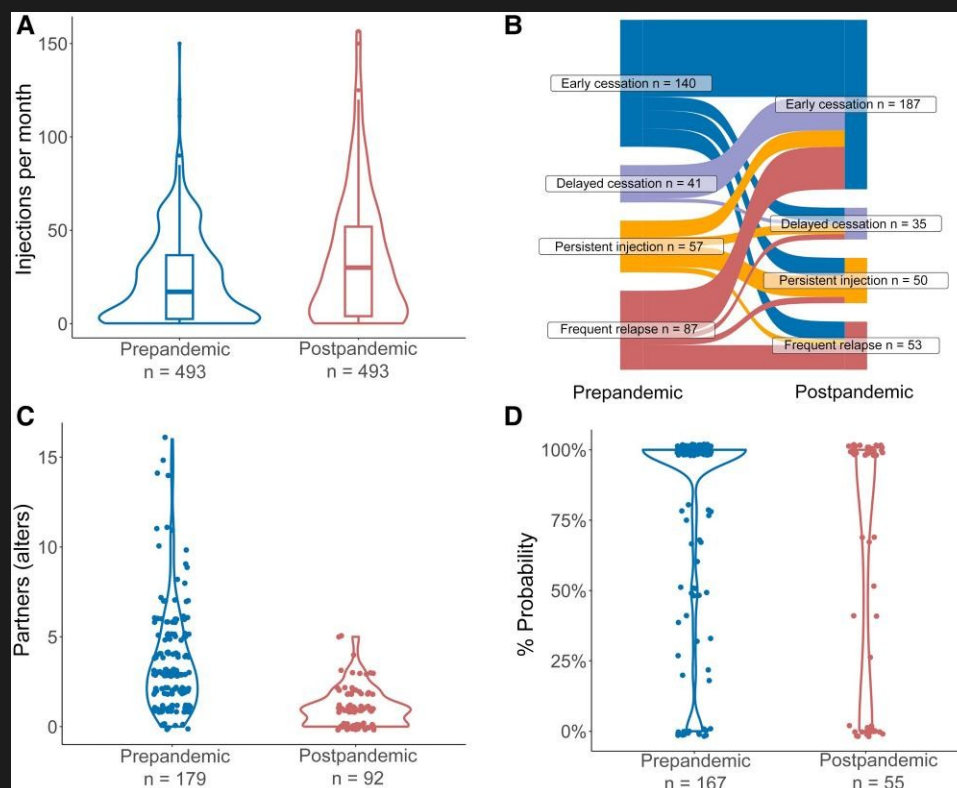 A
Injections per month
150
100
50
0
Prepandemic
n = 493
Postpandemic
n = 493
B
Early cessation n = 140
Early cessation n = 187
Delayed cessation n = 41
Delayed cessation n = 35
Persistent injection n = 57
Persistent injection n = 50
Frequent relapse n = 87
Frequent relapse n = 53
Prepandemic
Postpandemic
C
Partners (alters)
15
10
5
0
Prepandemic
n = 179
Postpandemic
n = 92
D
% Probability
100%
75%
50%
25%
0%
Prepandemic
n = 167
Postpandemic
n = 55